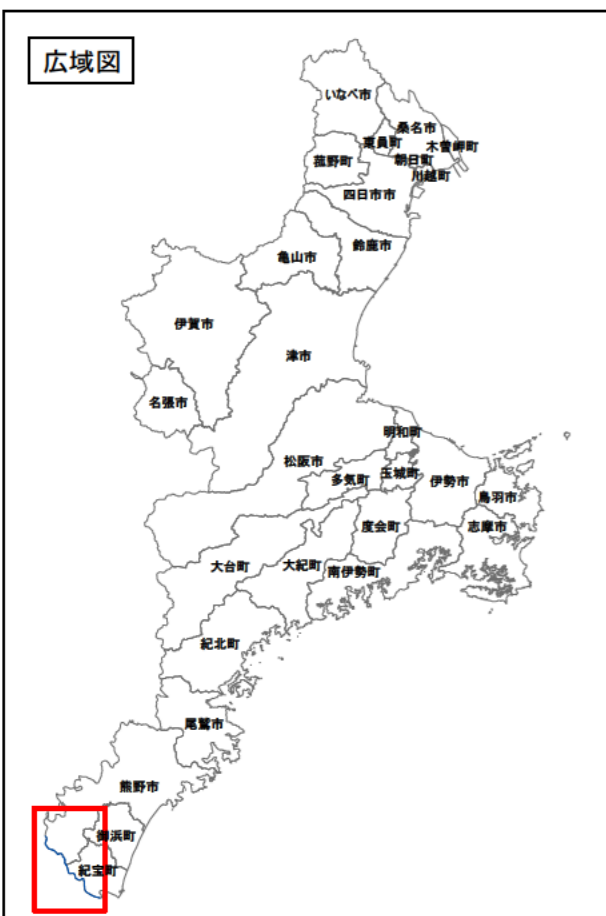 広域図
いなべ市
桑名市
東員町
木曽岬町
菰野町
朝日町
川越町
四日市市
鈴鹿市
亀山市
伊賀市
津市
名張市
明和町
松阪市
玉城町
多気町
伊勢市
鳥羽市
度会町
志摩市
大台町
大紀町
南伊勢町
紀北町
尾鷲市
熊野市
御浜町
紀宝町